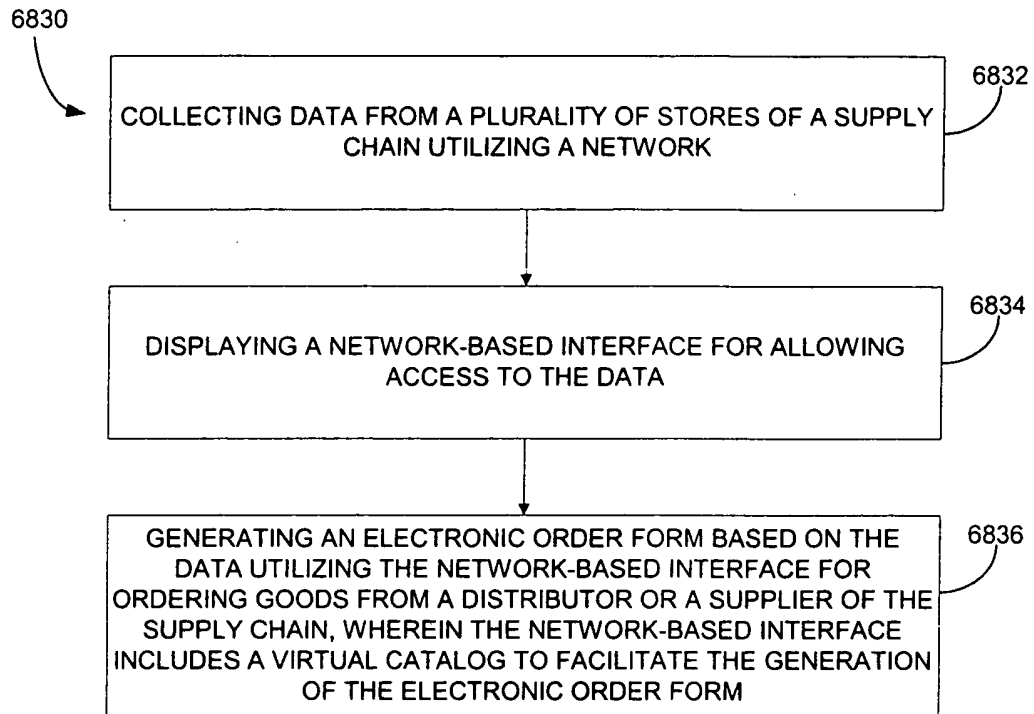 6830
6832
COLLECTING DATA FROM A PLURALITY OF STORES OF A SUPPLY
CHAIN UTILIZING A NETWORK
6834
DISPLAYING A NETWORK-BASED INTERFACE FOR ALLOWING
ACCESS TO THE DATA
6836
GENERATING AN ELECTRONIC ORDER FORM BASED ON THE
DATA UTILIZING THE NETWORK-BASED INTERFACE FOR
ORDERING GOODS FROM A DISTRIBUTOR OR A SUPPLIER OF THE
SUPPLY CHAIN, WHEREIN THE NETWORK-BASED INTERFACE
INCLUDES A VIRTUAL CATALOG TO FACILITATE THE GENERATION
OF THE ELECTRONIC ORDER FORM